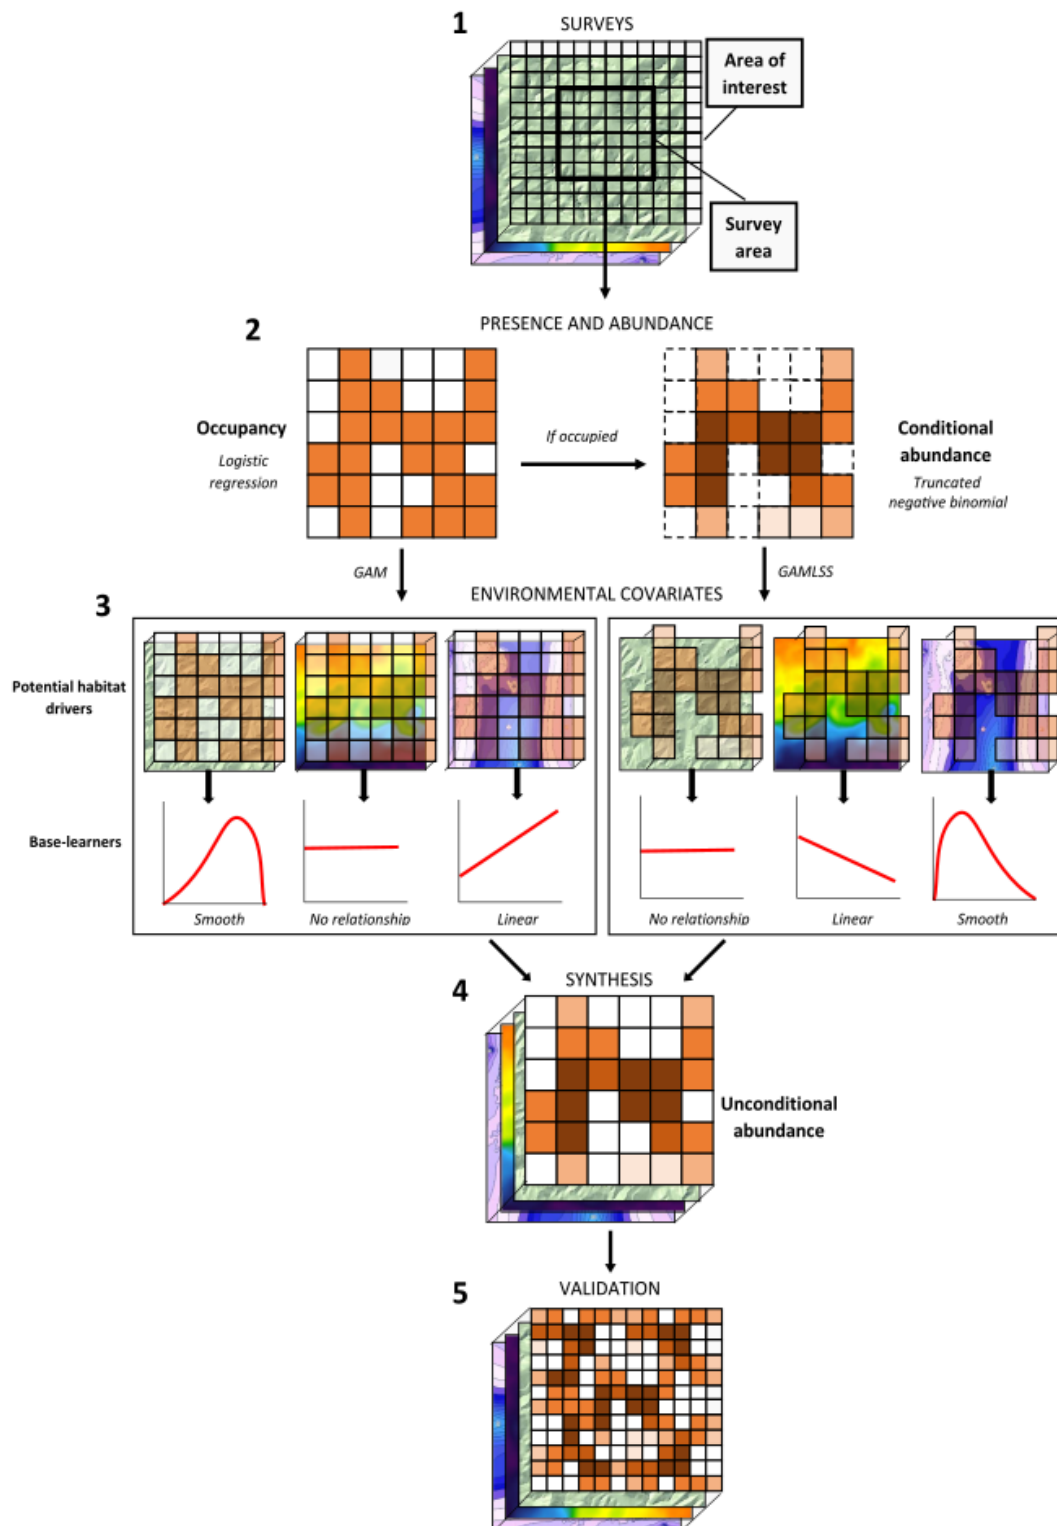 1
SURVEYS
Area of
interest
Survey
area
2
PRESENCE AND ABUNDANCE
Occupancy
Logistic
regression
If occupied
Conditional
abundance
Truncated
negative binomial
GAM
GAMLSS
3
ENVIRONMENTAL COVARIATES
Potential habitat
drivers
Base-learners
Smooth
No relationship
Linear
No relationship
Linear
Smooth
4
SYNTHESIS
Unconditional
abundance
5
VALIDATION